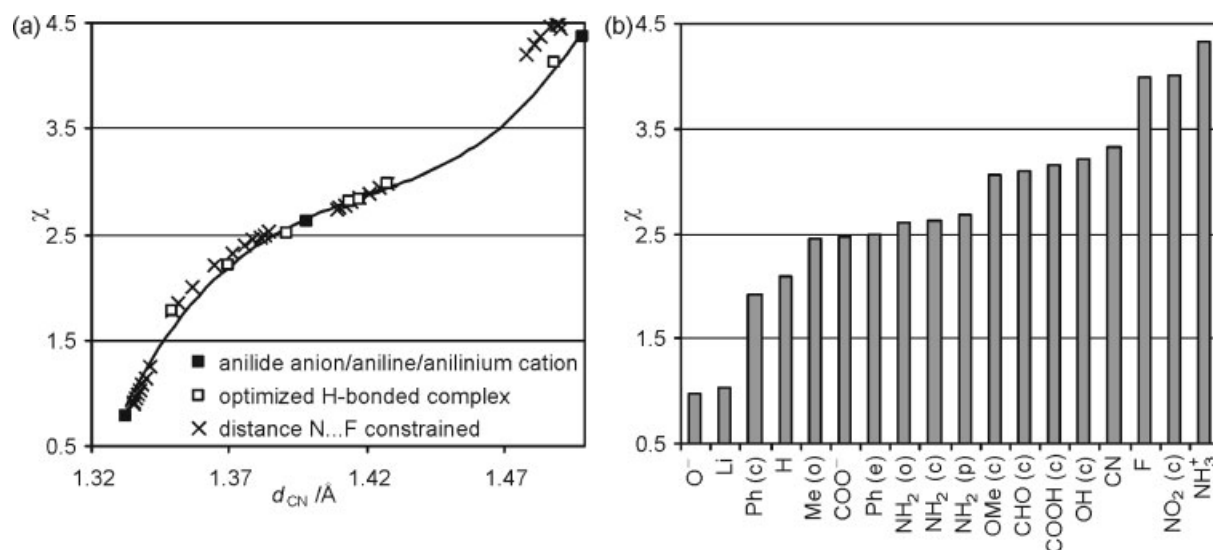 (a)
4.5
3.5
2.5
1.5
0.5
χ
■ anilide anion/aniline/anilinium cation
□ optimized H-bonded complex
× distance N...F constrained
1.32 1.37 1.42 1.47
dCN /Å
(b)
4.5
3.5
2.5
1.5
0.5
χ
O⁻
Li
Ph (c)
H
Me (o)
COO⁻
Ph (e)
NH₂ (o)
NH₂ (c)
NH₂ (p)
OMe (c)
CHO (c)
COOH (c)
OH (c)
CN
F
NO₂ (c)
NH₃⁺